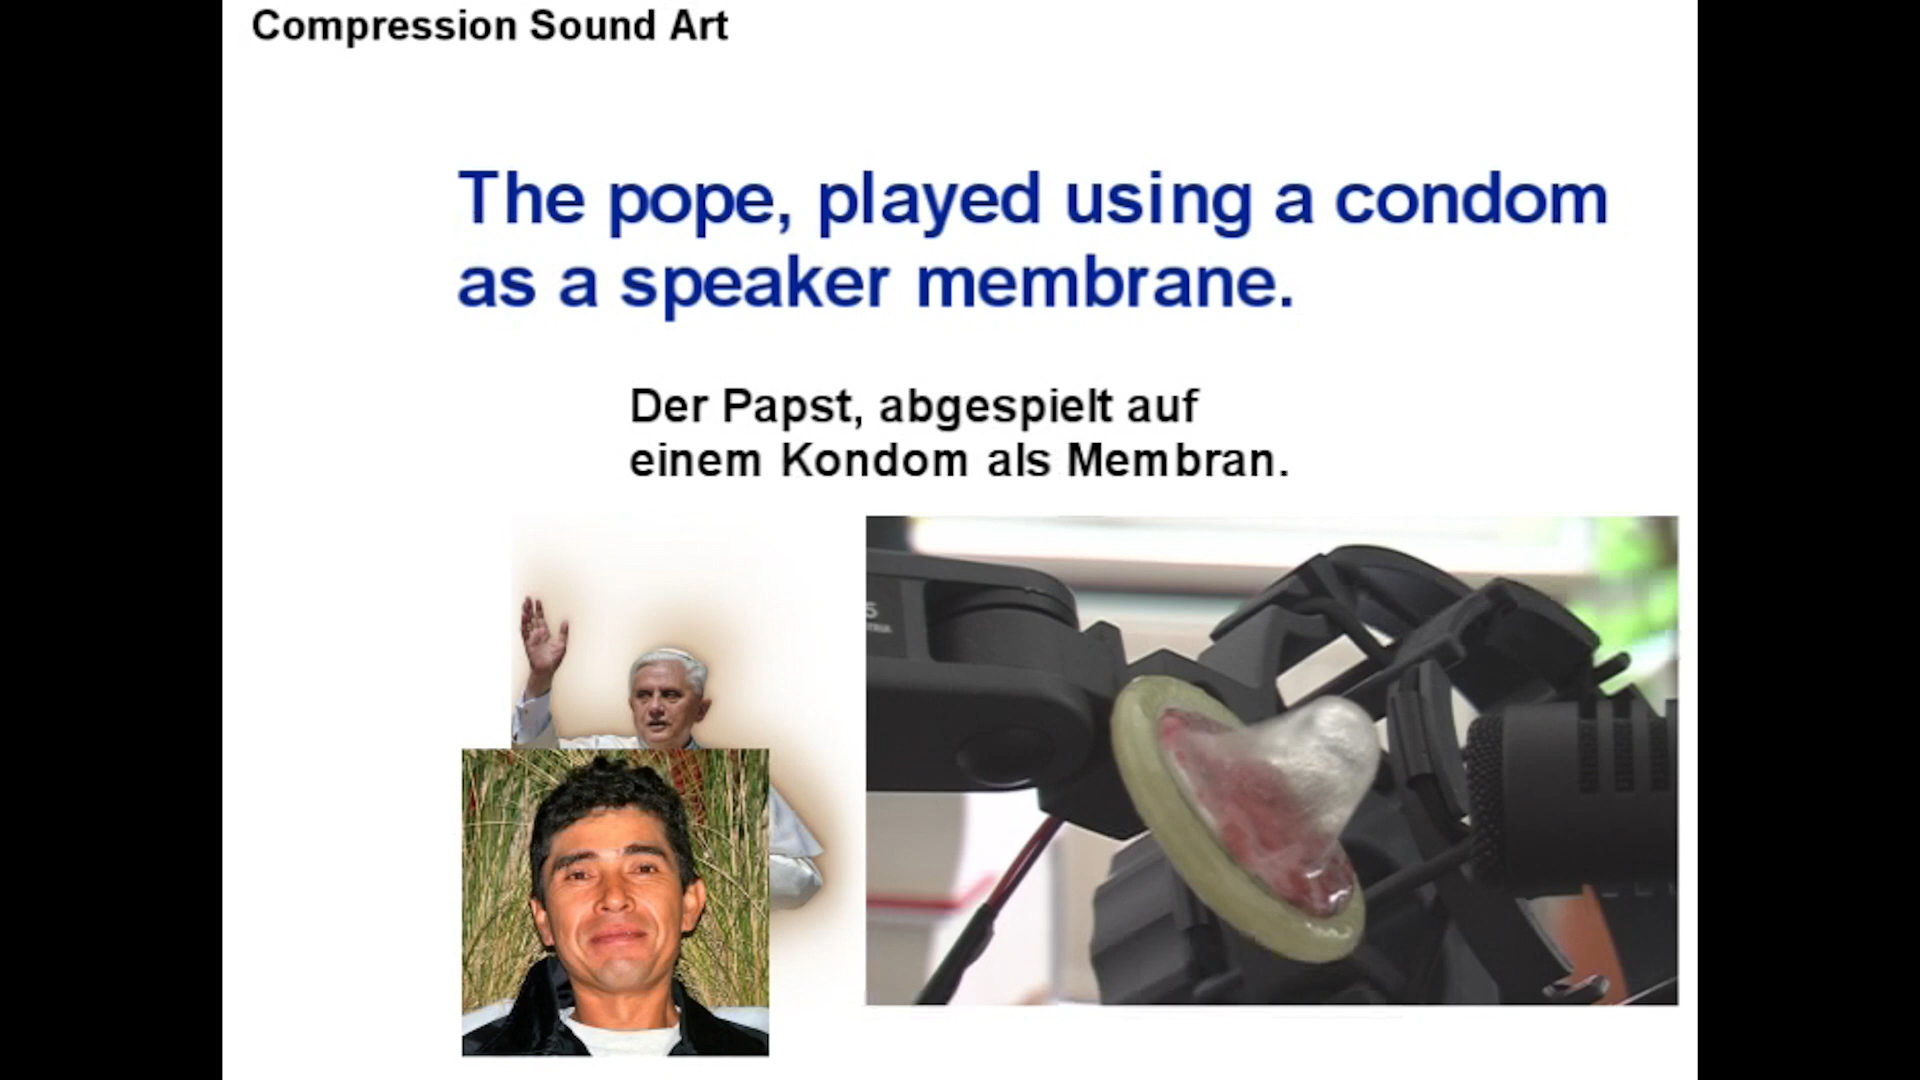 Compression Sound Art
The pope, played using a condom
as a speaker membrane.
Der Papst, abgespielt auf
einem Kondom als Membran.